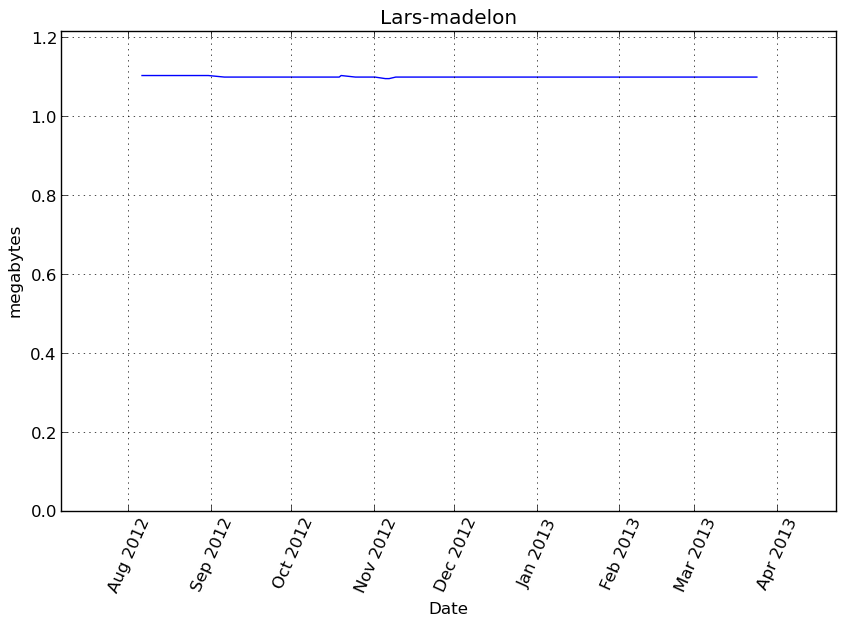 Lars-madelon
1.2
1.0
0.8
0.6
0.4
0.2
0.0
megabytes
Aug 2012
Sep 2012
Oct 2012
Nov 2012
Dec 2012
Jan 2013
Feb 2013
Mar 2013
Apr 2013
Date